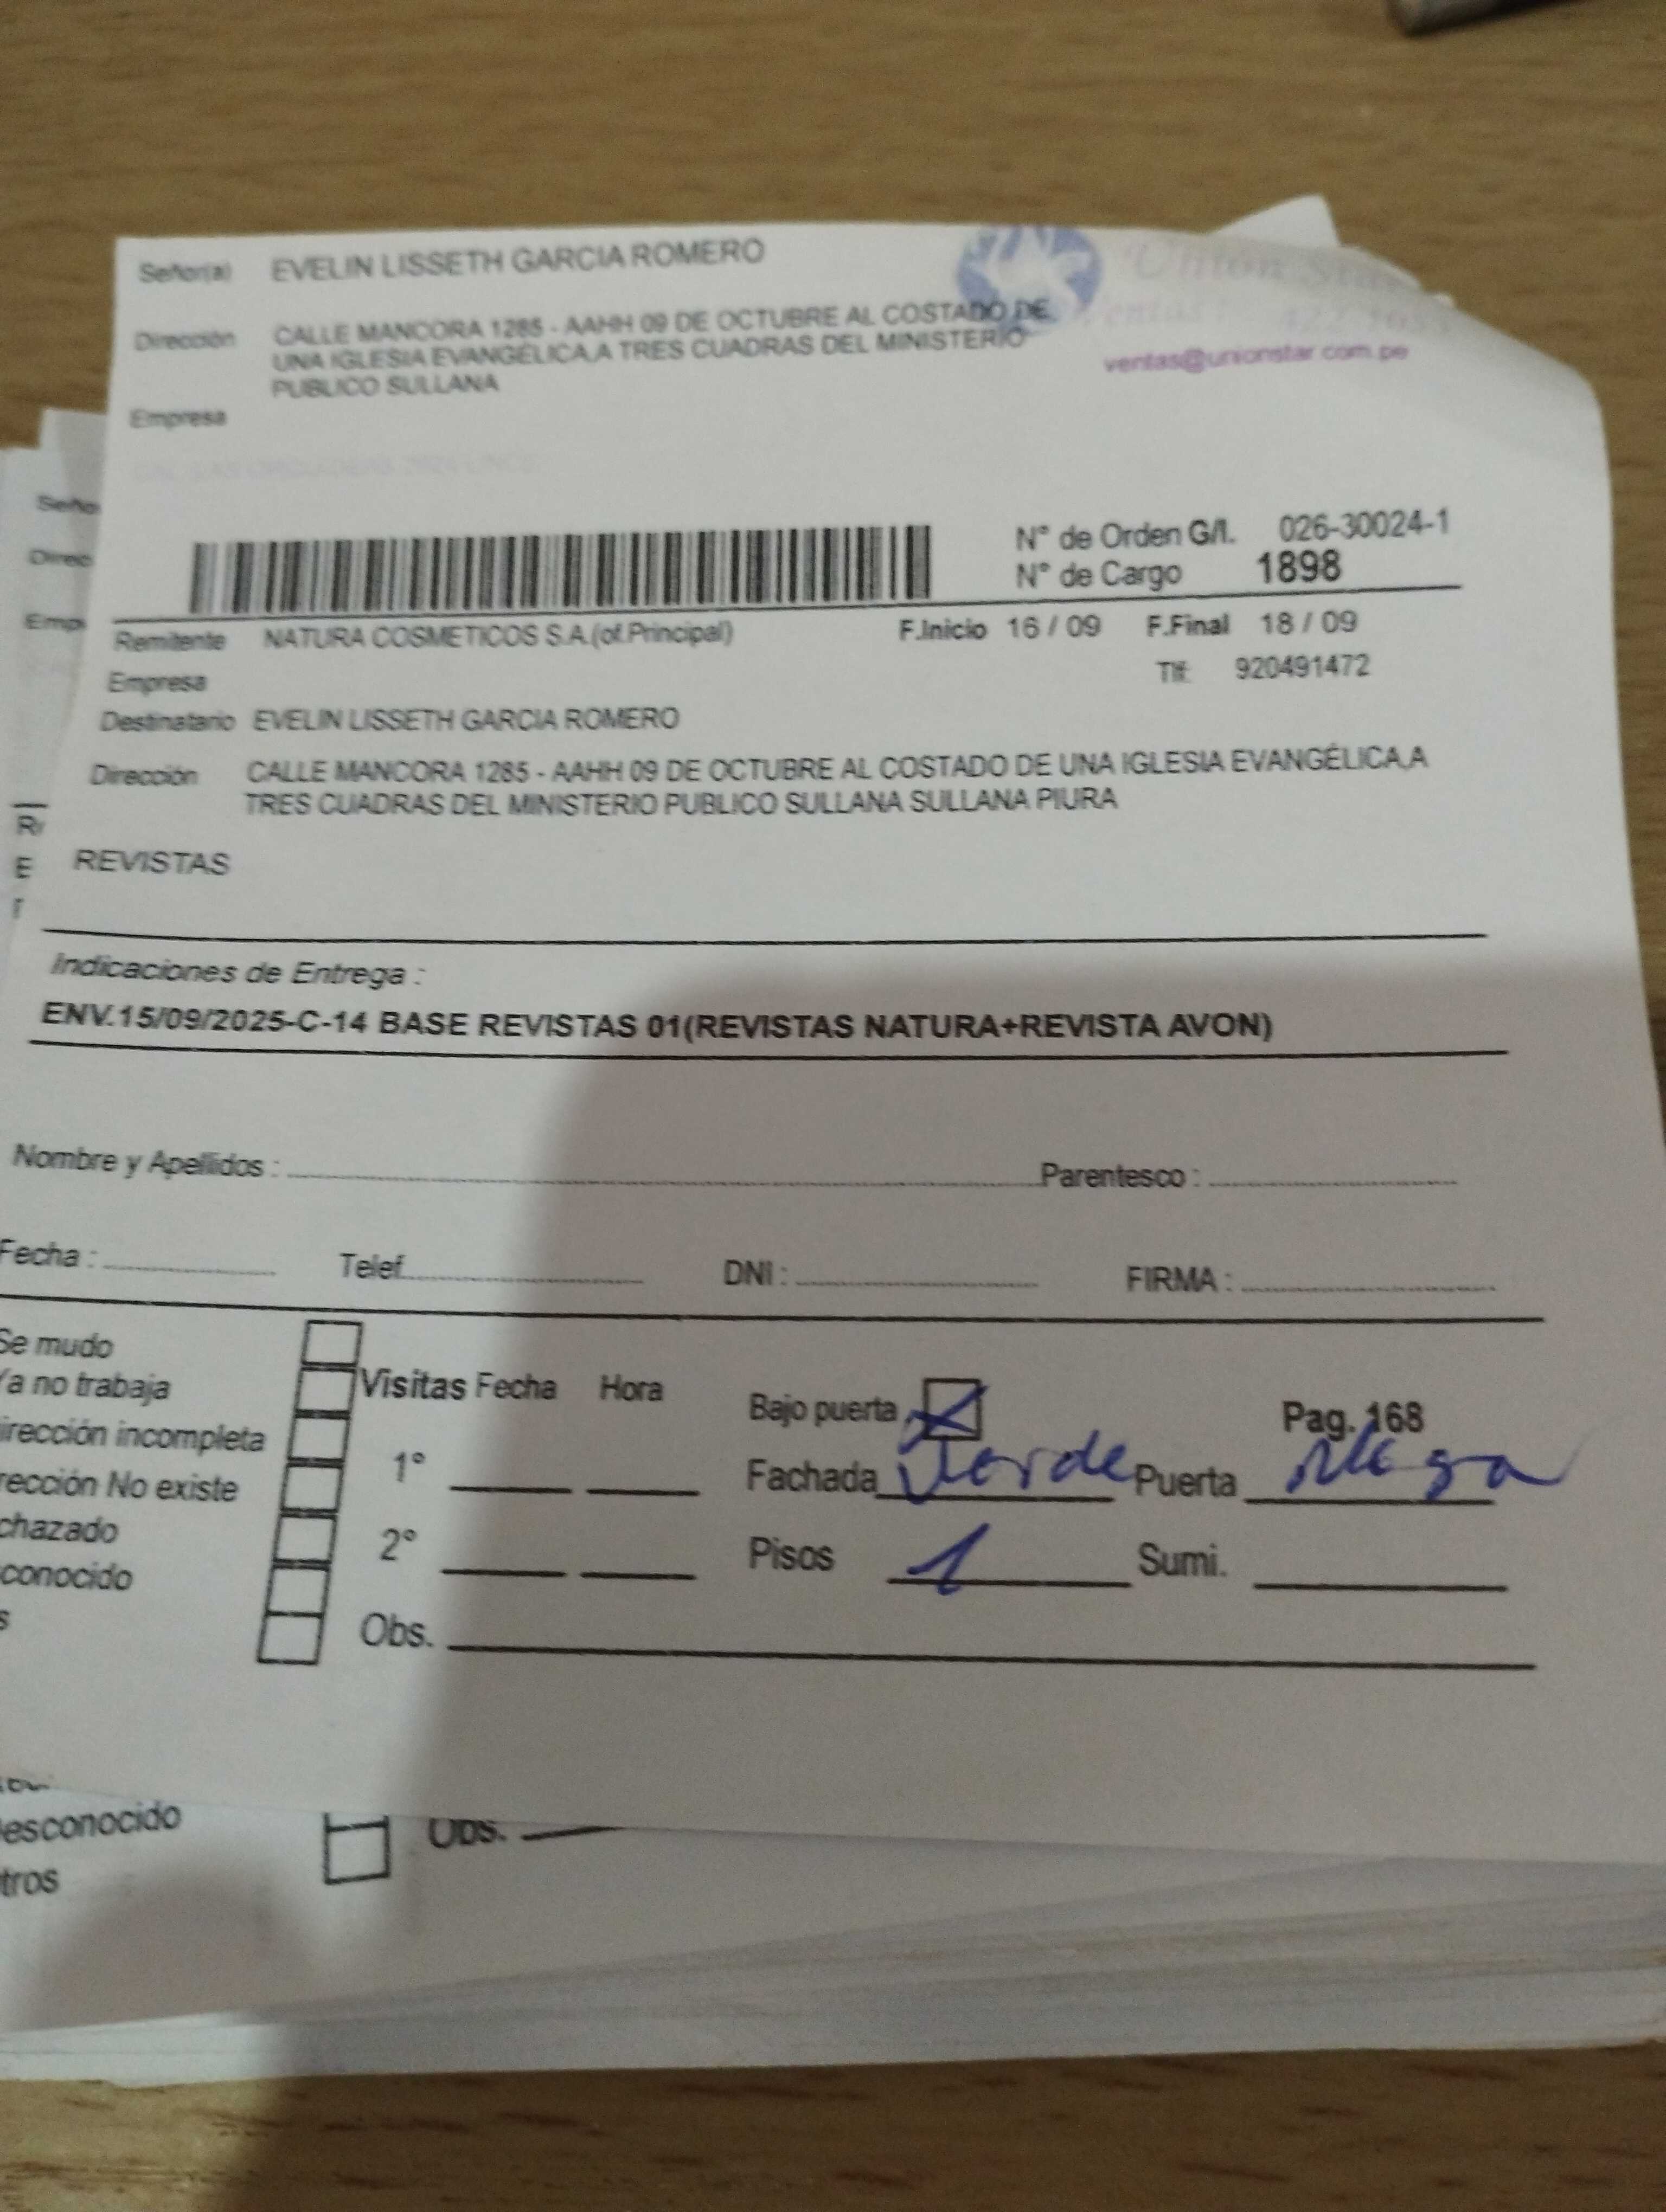 Señor(a) EVELIN LISSETH GARCIA ROMERO
Unión Star
Dirección CALLE MANCORA 1285 - AAHH 09 DE OCTUBRE AL COSTADO DE
UNA IGLESIA EVANGÉLICA,A TRES CUADRAS DEL MINISTERIO
PUBLICO SULLANA
ventas@unionstar.com.pe
Empresa
Seño
Direc
Emp
N° de Orden G/I. 026-30024-1
N° de Cargo 1898
Remitente NATURA COSMETICOS S.A.(of.Principal) F.Inicio 16 / 09 F.Final 18 / 09
Empresa Tlf: 920491472
Destinatario EVELIN LISSETH GARCIA ROMERO
Dirección CALLE MANCORA 1285 - AAHH 09 DE OCTUBRE AL COSTADO DE UNA IGLESIA EVANGÉLICA,A
TRES CUADRAS DEL MINISTERIO PUBLICO SULLANA SULLANA PIURA
REVISTAS
Indicaciones de Entrega :
ENV.15/09/2025-C-14 BASE REVISTAS 01(REVISTAS NATURA+REVISTA AVON)
Nombre y Apellidos : Parentesco :
Fecha : Telef. DNI : FIRMA :
Se mudo
Ya no trabaja Visitas Fecha Hora Bajo puerta Pag. 168
irección incompleta 1° Fachada Verde Puerta
rección No existe
chazado 2° Pisos 1 Sumi.
conocido
s Obs.
esconocido Obs.
tros